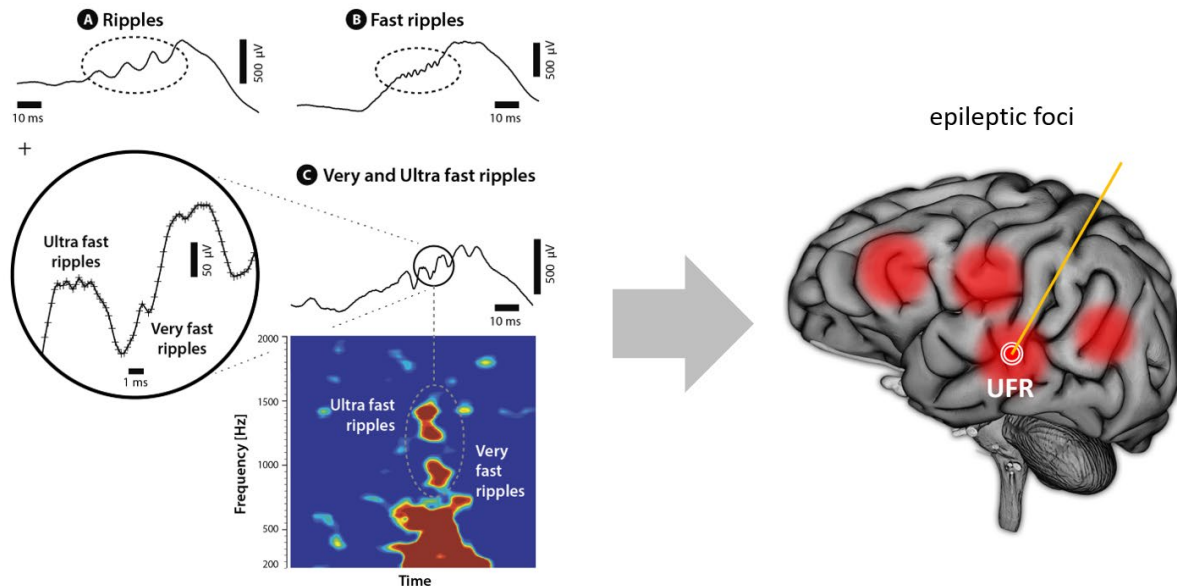 A Ripples
500 µV
10 ms
B Fast ripples
500 µV
10 ms
+
Ultra fast
ripples
50 µV
Very fast
ripples
1 ms
C Very and Ultra fast ripples
500 µV
10 ms
2000
1500
1000
500
200
Frequency [Hz]
Ultra fast
ripples
Very
fast
ripples
Time
epileptic foci
UFR